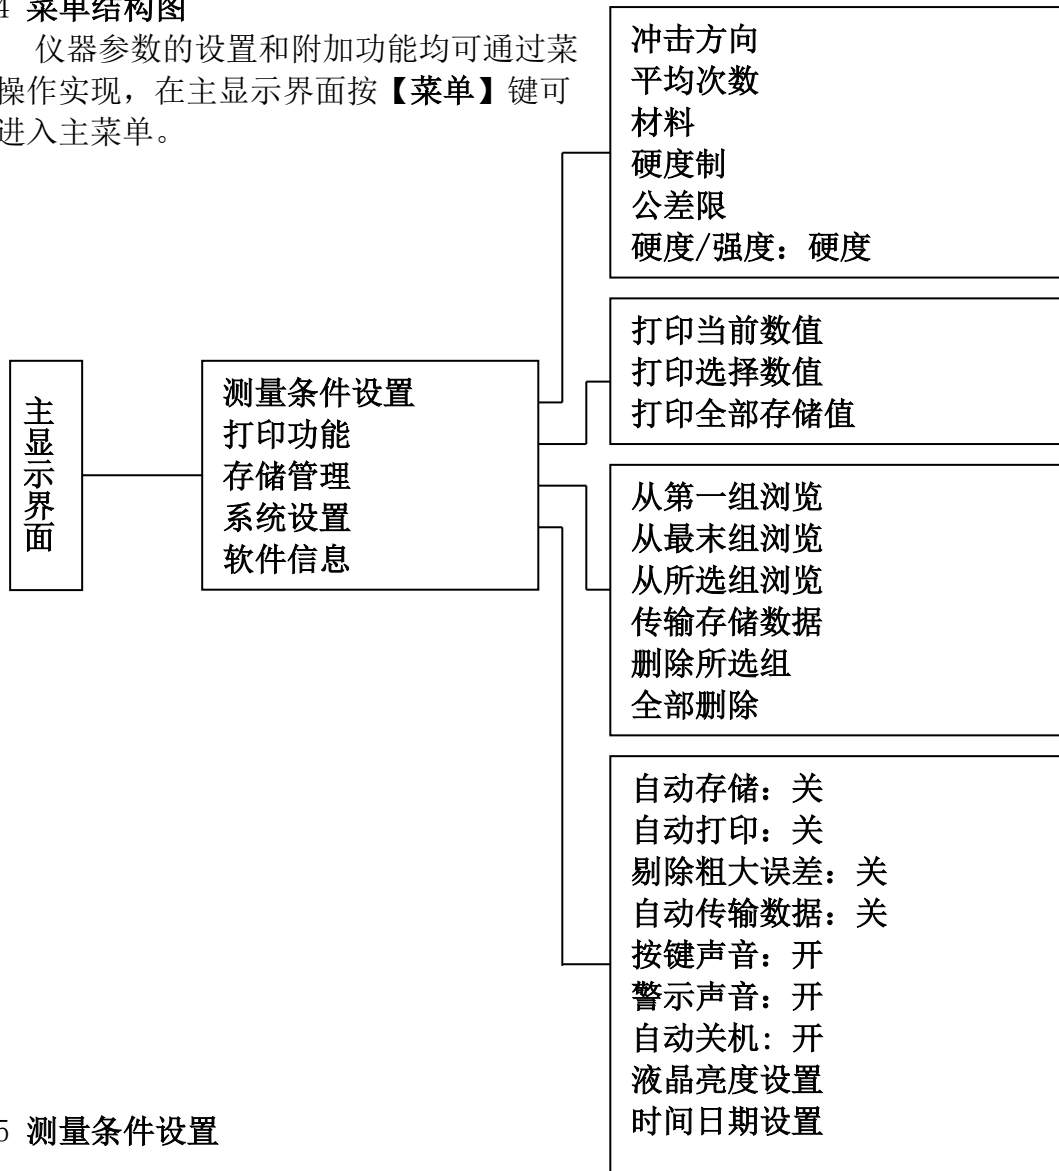 4 菜单结构图
仪器参数的设置和附加功能均可通过菜
操作实现，在主显示界面按【菜单】键可
进入主菜单。
主显示界面
测量条件设置
打印功能
存储管理
系统设置
软件信息
冲击方向
平均次数
材料
硬度制
公差限
硬度/强度：硬度
打印当前数值
打印选择数值
打印全部存储值
从第一组浏览
从最末组浏览
从所选组浏览
传输存储数据
删除所选组
全部删除
自动存储：关
自动打印：关
剔除粗大误差：关
自动传输数据：关
按键声音：开
警示声音：开
自动关机：开
液晶亮度设置
时间日期设置
5 测量条件设置